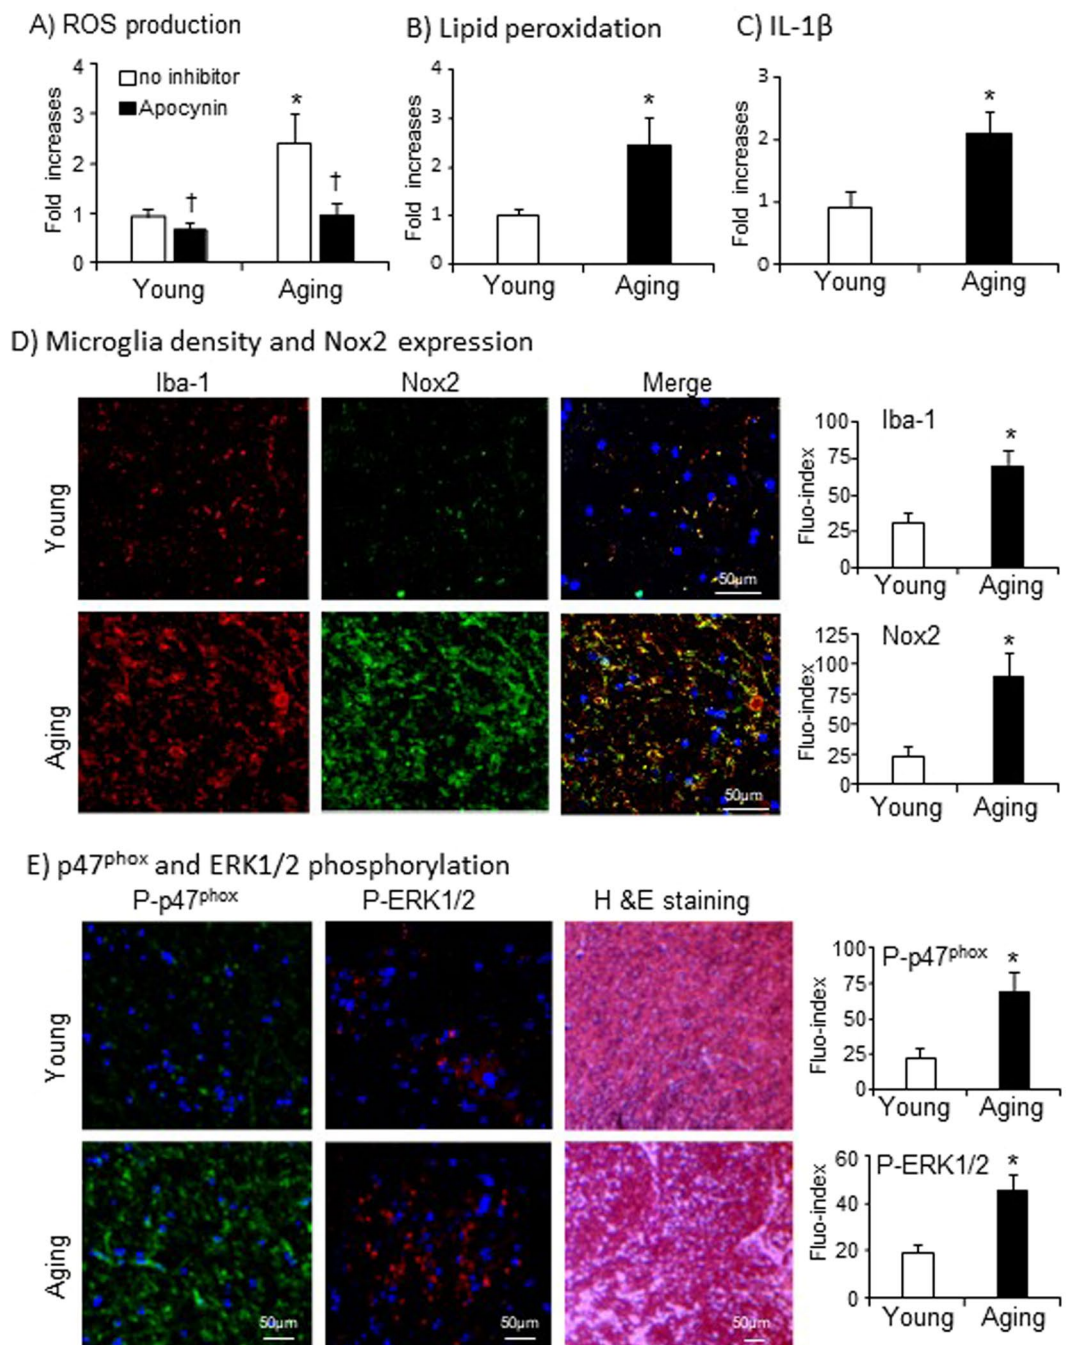 A) ROS production
B) Lipid peroxidation
C) IL-1β
4
3
2
1
0
Fold increases
no inhibitor
Apocynin
*
†
†
Young
Aging
4
3
2
1
0
Fold increases
*
Young
Aging
3
2
1
0
Fold increases
*
Young
Aging
D) Microglia density and Nox2 expression
Iba-1
Nox2
Merge
Young
50µm
Aging
50µm
100
75
50
25
0
Fluo-index
Iba-1
*
Young
Aging
125
100
75
50
25
0
Fluo-index
Nox2
*
Young
Aging
E) p47phox and ERK1/2 phosphorylation
P-p47phox
P-ERK1/2
H &E staining
Young
Aging
50µm
50µm
50µm
100
75
50
25
0
Fluo-index
P-p47phox
*
Young
Aging
60
40
20
0
Fluo-index
P-ERK1/2
*
Young
Aging